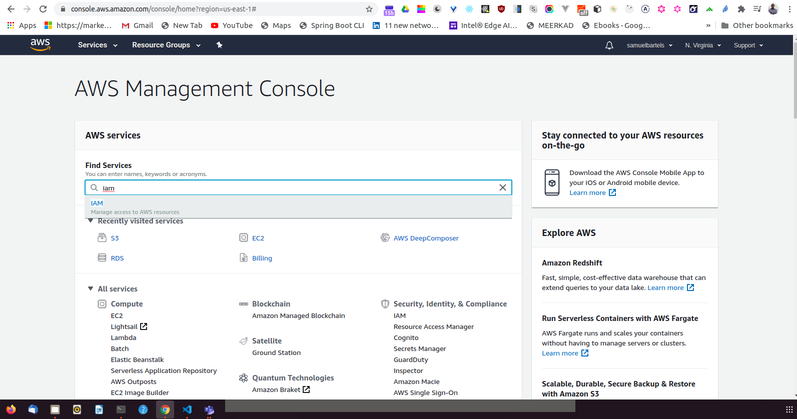 console.aws.amazon.com/console/home?region=us-east-1#
Apps
https://marke...
Gmail
New Tab
YouTube
Maps
Spring Boot CLI
11 new netwo...
Intel® Edge AI...
MEERKAD
Ebooks - Goog...
»
Other bookmarks
aws
Services
Resource Groups
samuelbartels
N. Virginia
Support
AWS Management Console
AWS services
Find Services
You can enter names, keywords or acronyms.
iam
IAM
Manage access to AWS resources
Recently visited services
S3
EC2
AWS DeepComposer
RDS
Billing
All services
Compute
EC2
Lightsail
Lambda
Batch
Elastic Beanstalk
Serverless Application Repository
AWS Outposts
EC2 Image Builder
Blockchain
Amazon Managed Blockchain
Satellite
Ground Station
Quantum Technologies
Amazon Braket
Security, Identity, & Compliance
IAM
Resource Access Manager
Cognito
Secrets Manager
GuardDuty
Inspector
Amazon Macie
AWS Single Sign-On
Stay connected to your AWS resources
on-the-go
Download the AWS Console Mobile App to
your iOS or Android mobile device.
Learn more
Explore AWS
Amazon Redshift
Fast, simple, cost-effective data warehouse that can
extend queries to your data lake. Learn more
Run Serverless Containers with AWS Fargate
AWS Fargate runs and scales your containers
without having to manage servers or clusters.
Learn more
Scalable, Durable, Secure Backup & Restore
with Amazon S3